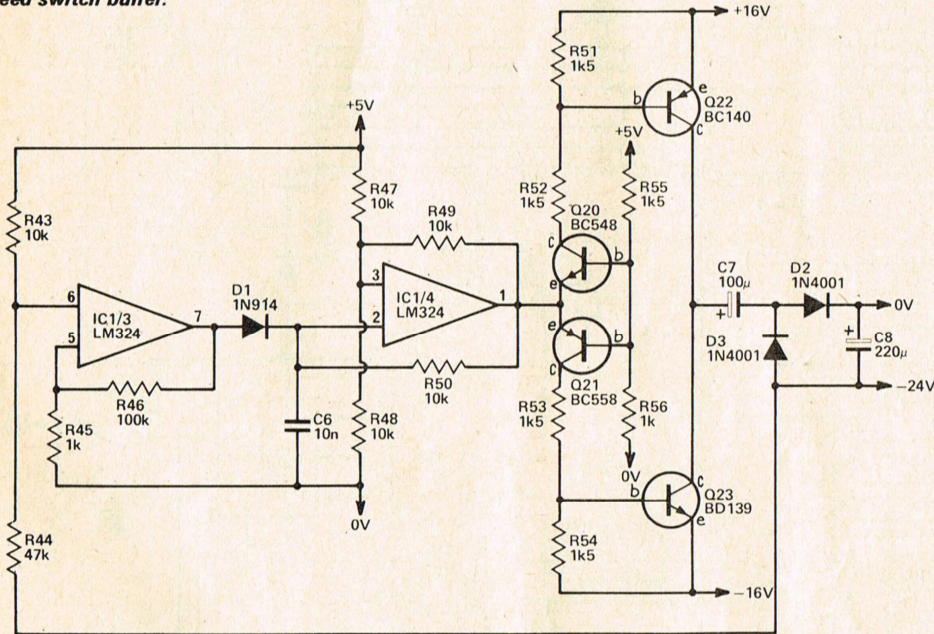 eed switch buffer.
+16V
R51
1k5
b
e
Q22
BC140
c
+5V
+5V
R43
10k
R47
10k
R49
10k
R52
1k5
R55
1k5
Q20
BC548
c
b
e
6
5
IC1/3
LM324
7
D1
1N914
3
2
IC1/4
LM324
1
C7
100μ
+
D2
1N4001
0V
D3
1N4001
+
C8
220μ
e
b
c
Q21
BC558
R46
100k
R50
10k
R45
1k
C6
10n
R48
10k
R53
1k5
R56
1k
-24V
0V
0V
b
c
Q23
BD139
e
R44
47k
R54
1k5
-16V